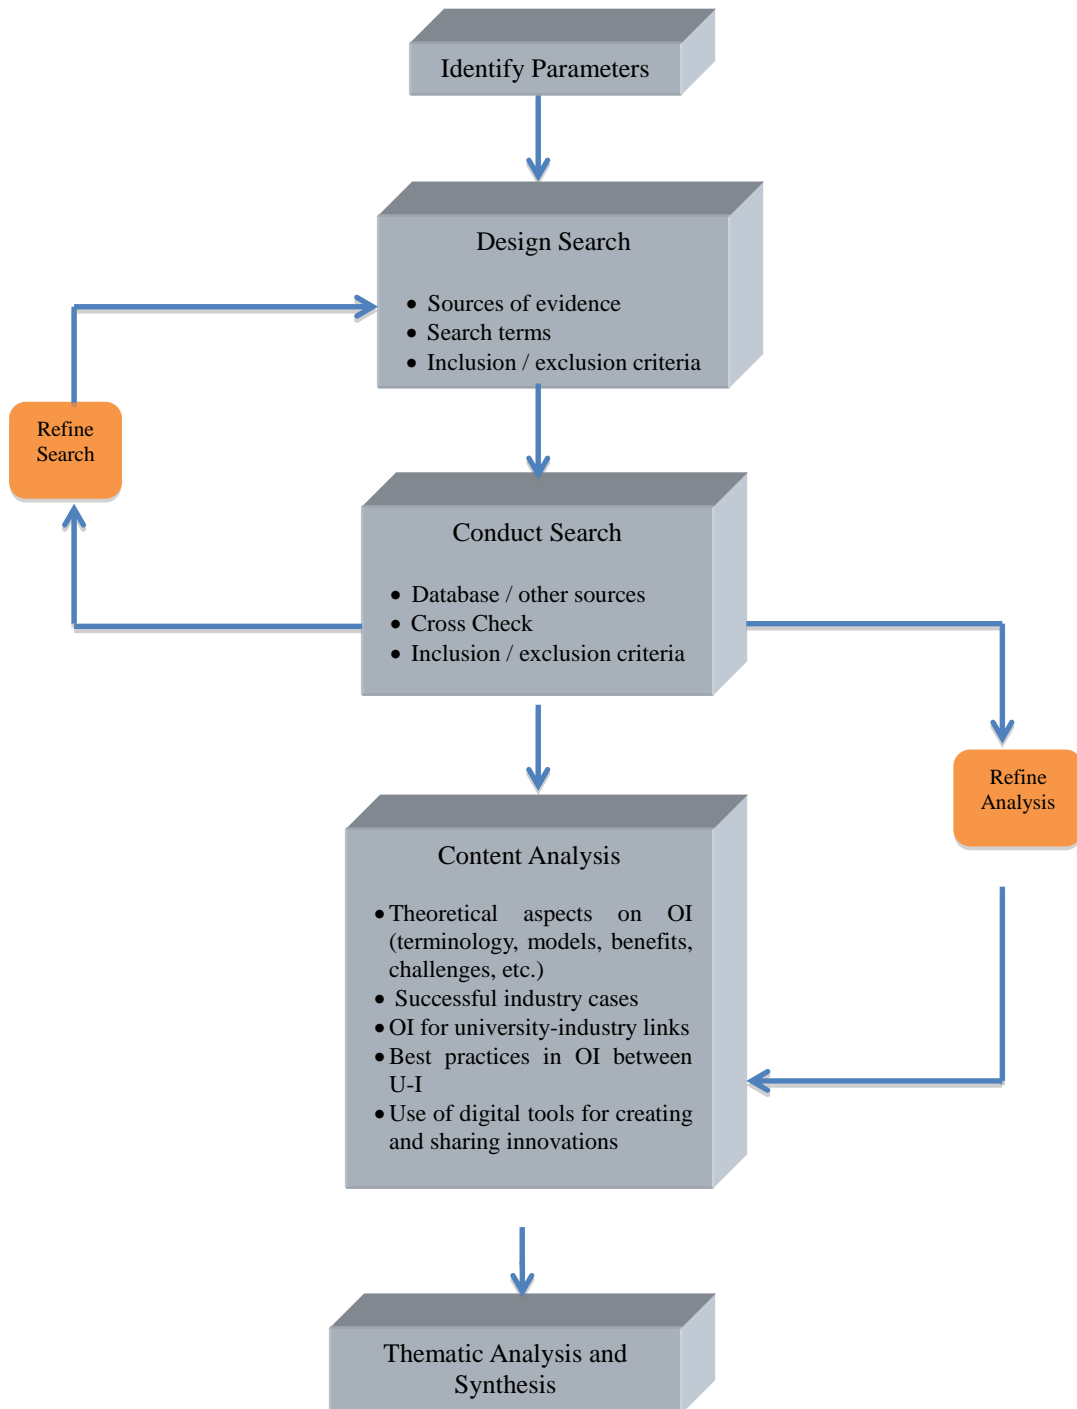 Identify Parameters
Design Search
• Sources of evidence
• Search terms
• Inclusion / exclusion criteria
Refine
Search
Conduct Search
• Database / other sources
• Cross Check
• Inclusion / exclusion criteria
Refine
Analysis
Content Analysis
• Theoretical aspects on OI
(terminology, models, benefits,
challenges, etc.)
• Successful industry cases
• OI for university-industry links
• Best practices in OI between
U-I
• Use of digital tools for creating
and sharing innovations
Thematic Analysis and
Synthesis